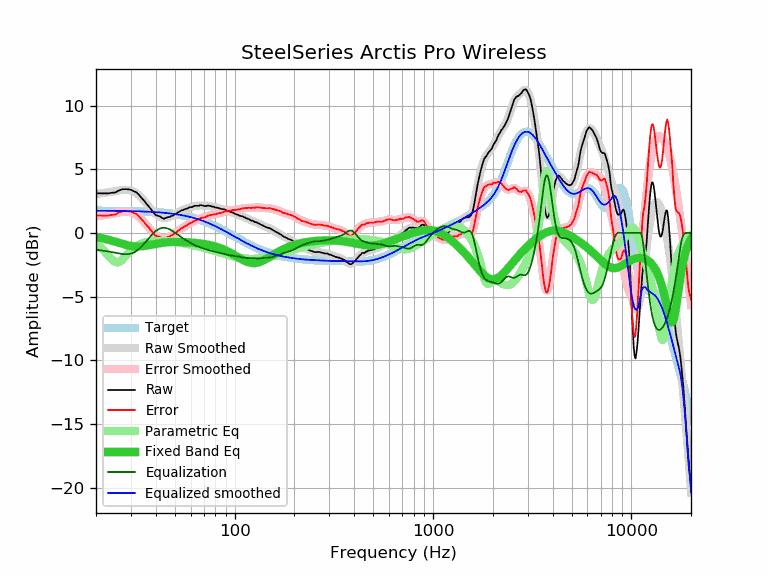 SteelSeries Arctis Pro Wireless
Amplitude (dBr)
10
5
0
−5
−10
−15
−20
Target
Raw Smoothed
Error Smoothed
Raw
Error
Parametric Eq
Fixed Band Eq
Equalization
Equalized smoothed
100
1000
10000
Frequency (Hz)